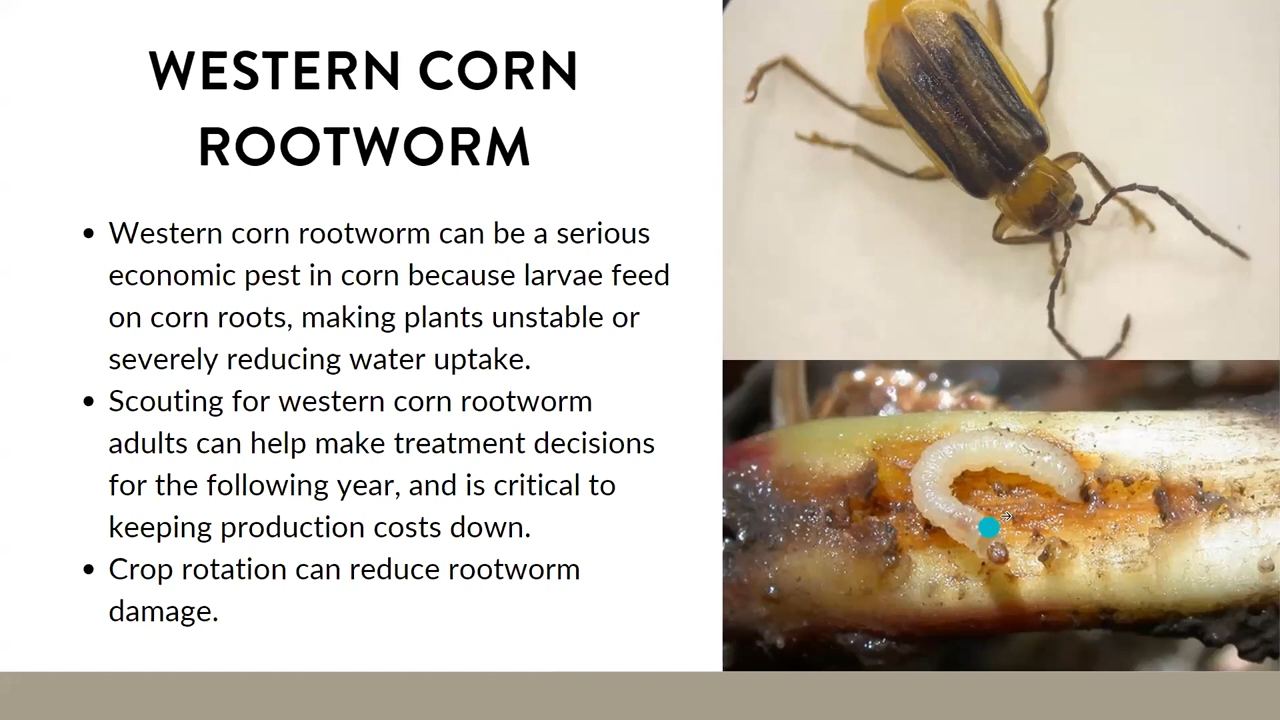 WESTERN CORN
ROOTWORM
• Western corn rootworm can be a serious
economic pest in corn because larvae feed
on corn roots, making plants unstable or
severely reducing water uptake.
• Scouting for western corn rootworm
adults can help make treatment decisions
for the following year, and is critical to
keeping production costs down.
• Crop rotation can reduce rootworm
damage.